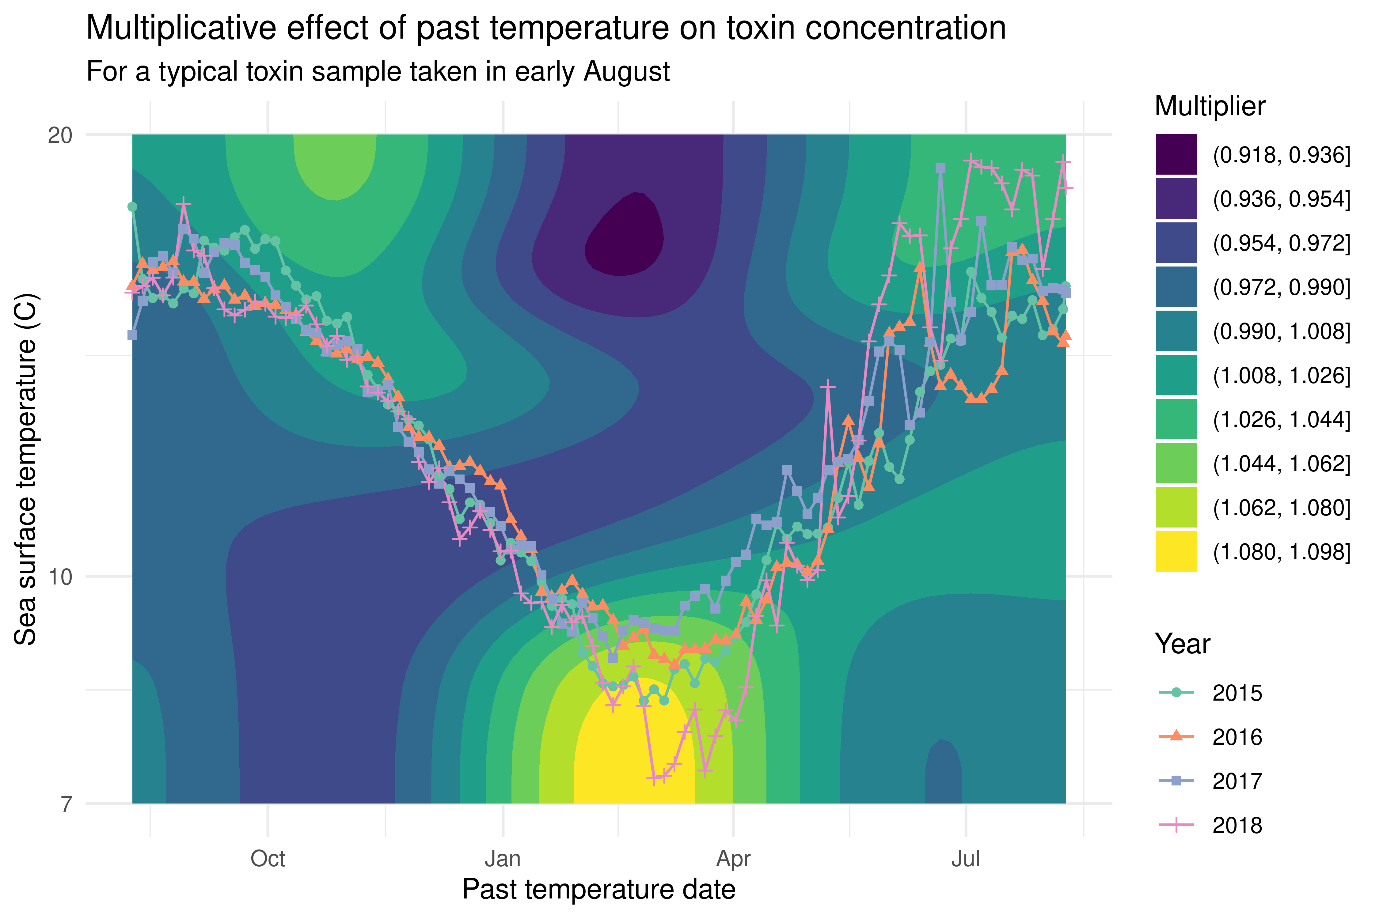 Multiplicative effect of past temperature on toxin concentration
For a typical toxin sample taken in early August
20
10
7
Sea surface temperature (C)
Oct
Jan
Apr
Jul
Past temperature date
Multiplier
(0.918, 0.936]
(0.936, 0.954]
(0.954, 0.972]
(0.972, 0.990]
(0.990, 1.008]
(1.008, 1.026]
(1.026, 1.044]
(1.044, 1.062]
(1.062, 1.080]
(1.080, 1.098]
Year
2015
2016
2017
2018